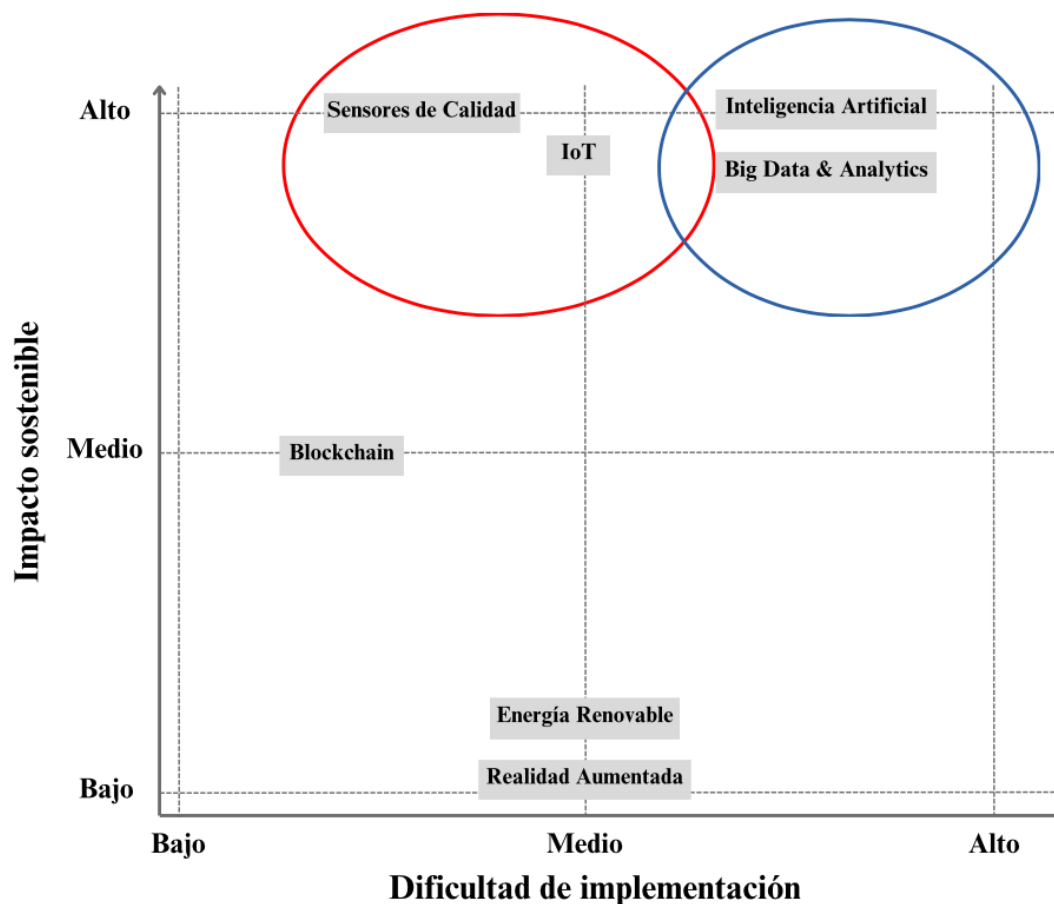 Alto
Sensores de Calidad
Inteligencia Artificial
IoT
Big Data & Analytics
Impacto sostenible
Medio
Blockchain
Energía Renovable
Realidad Aumentada
Bajo
Bajo
Medio
Alto
Dificultad de implementación